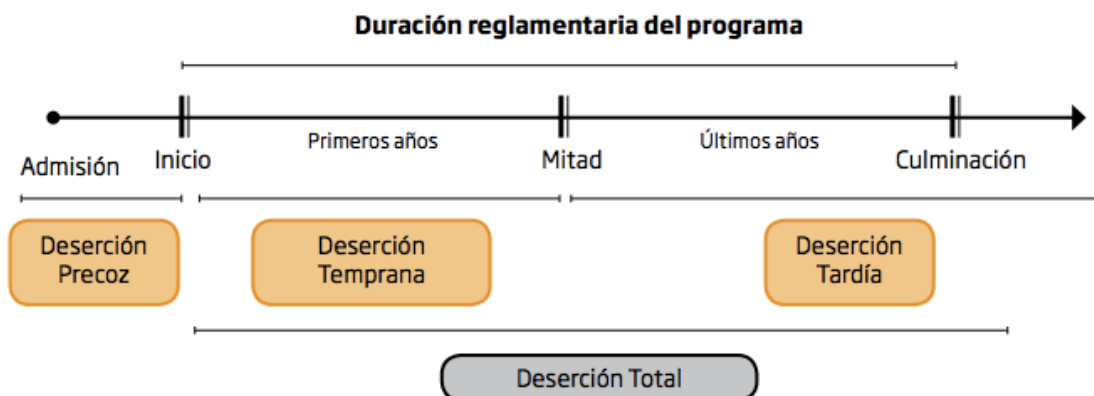 Duración reglamentaria del programa
Primeros años
Últimos años
Admisión
Inicio
Mitad
Culminación
Deserción
Precoz
Deserción
Temprana
Deserción
Tardía
Deserción Total